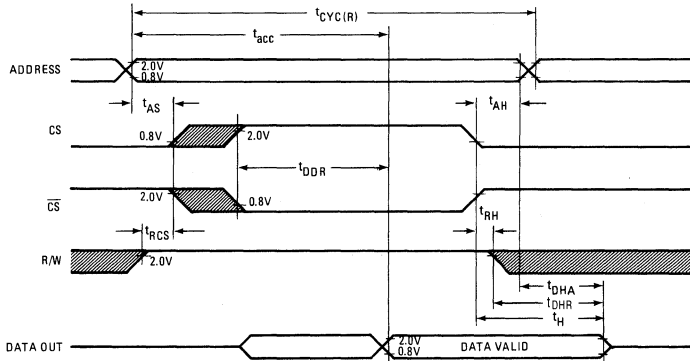 tCYC(R)
tacc
ADDRESS
2.0V
0.8V
tAS
tAH
CS
0.8V
2.0V
tDDR
CS
2.0V
0.8V
tRCS
tRH
R/W
2.0V
tDHA
tDHR
tH
DATA OUT
2.0V
0.8V
DATA VALID